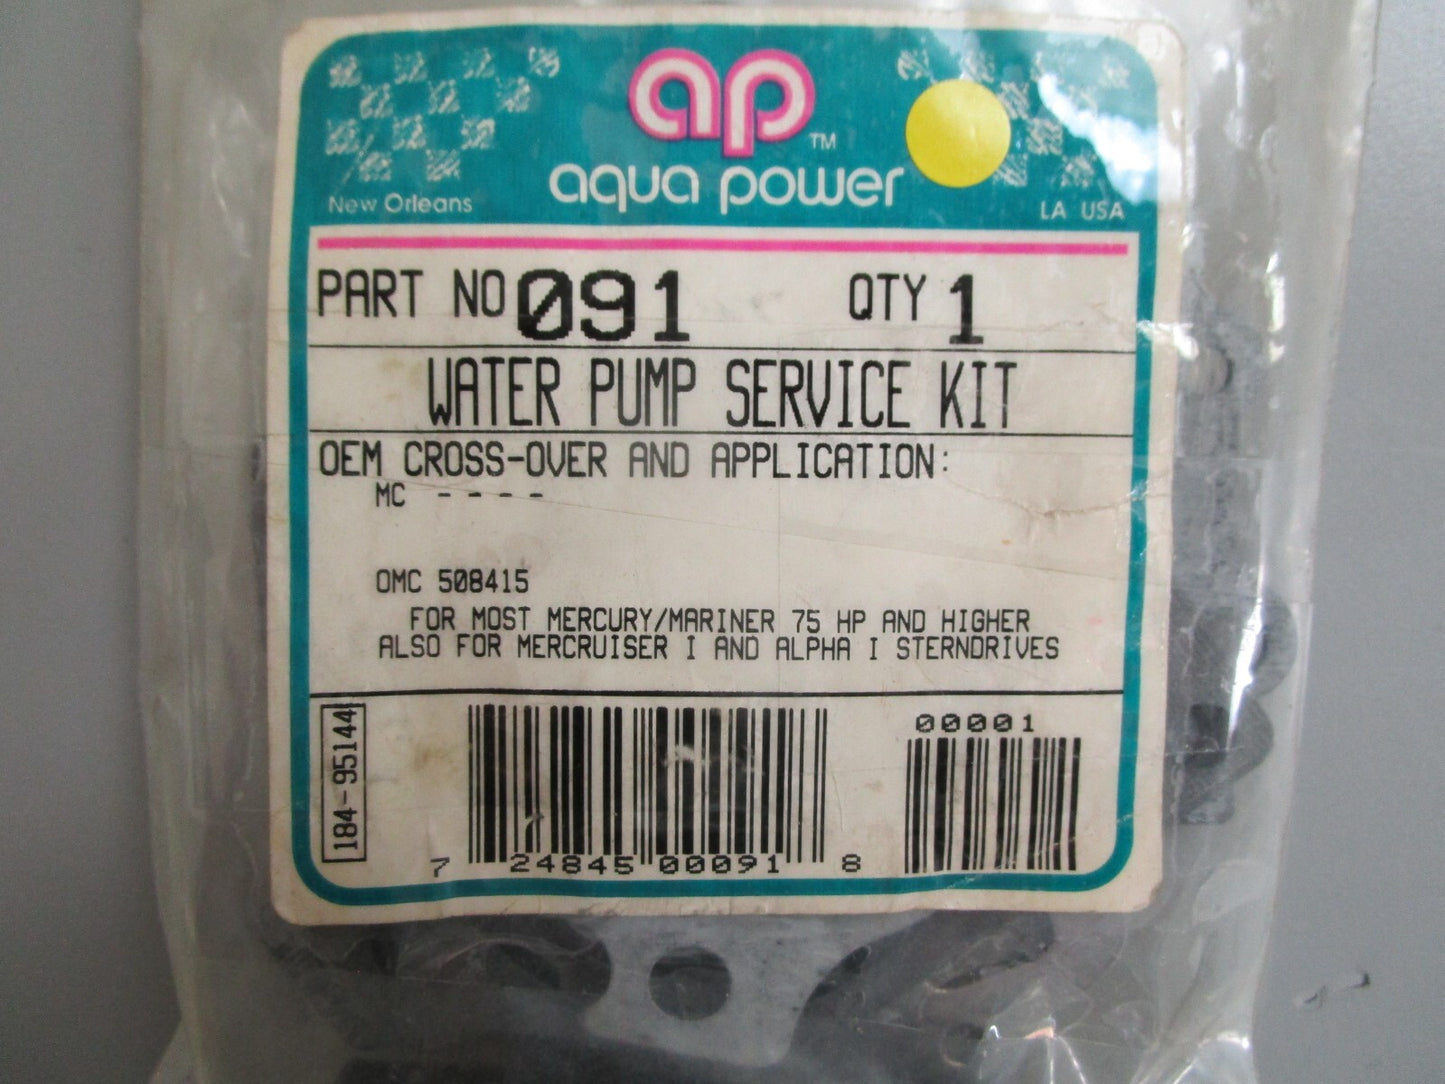 ap™
aqua power
New Orleans
LA USA
PART NO 091 QTY 1
WATER PUMP SERVICE KIT
OEM CROSS-OVER AND APPLICATION:
MC - - - -
OMC 508415
FOR MOST MERCURY/MARINER 75 HP AND HIGHER
ALSO FOR MERCRUISER I AND ALPHA I STERNDRIVES
184-95144
00001
7 24845 00091 8